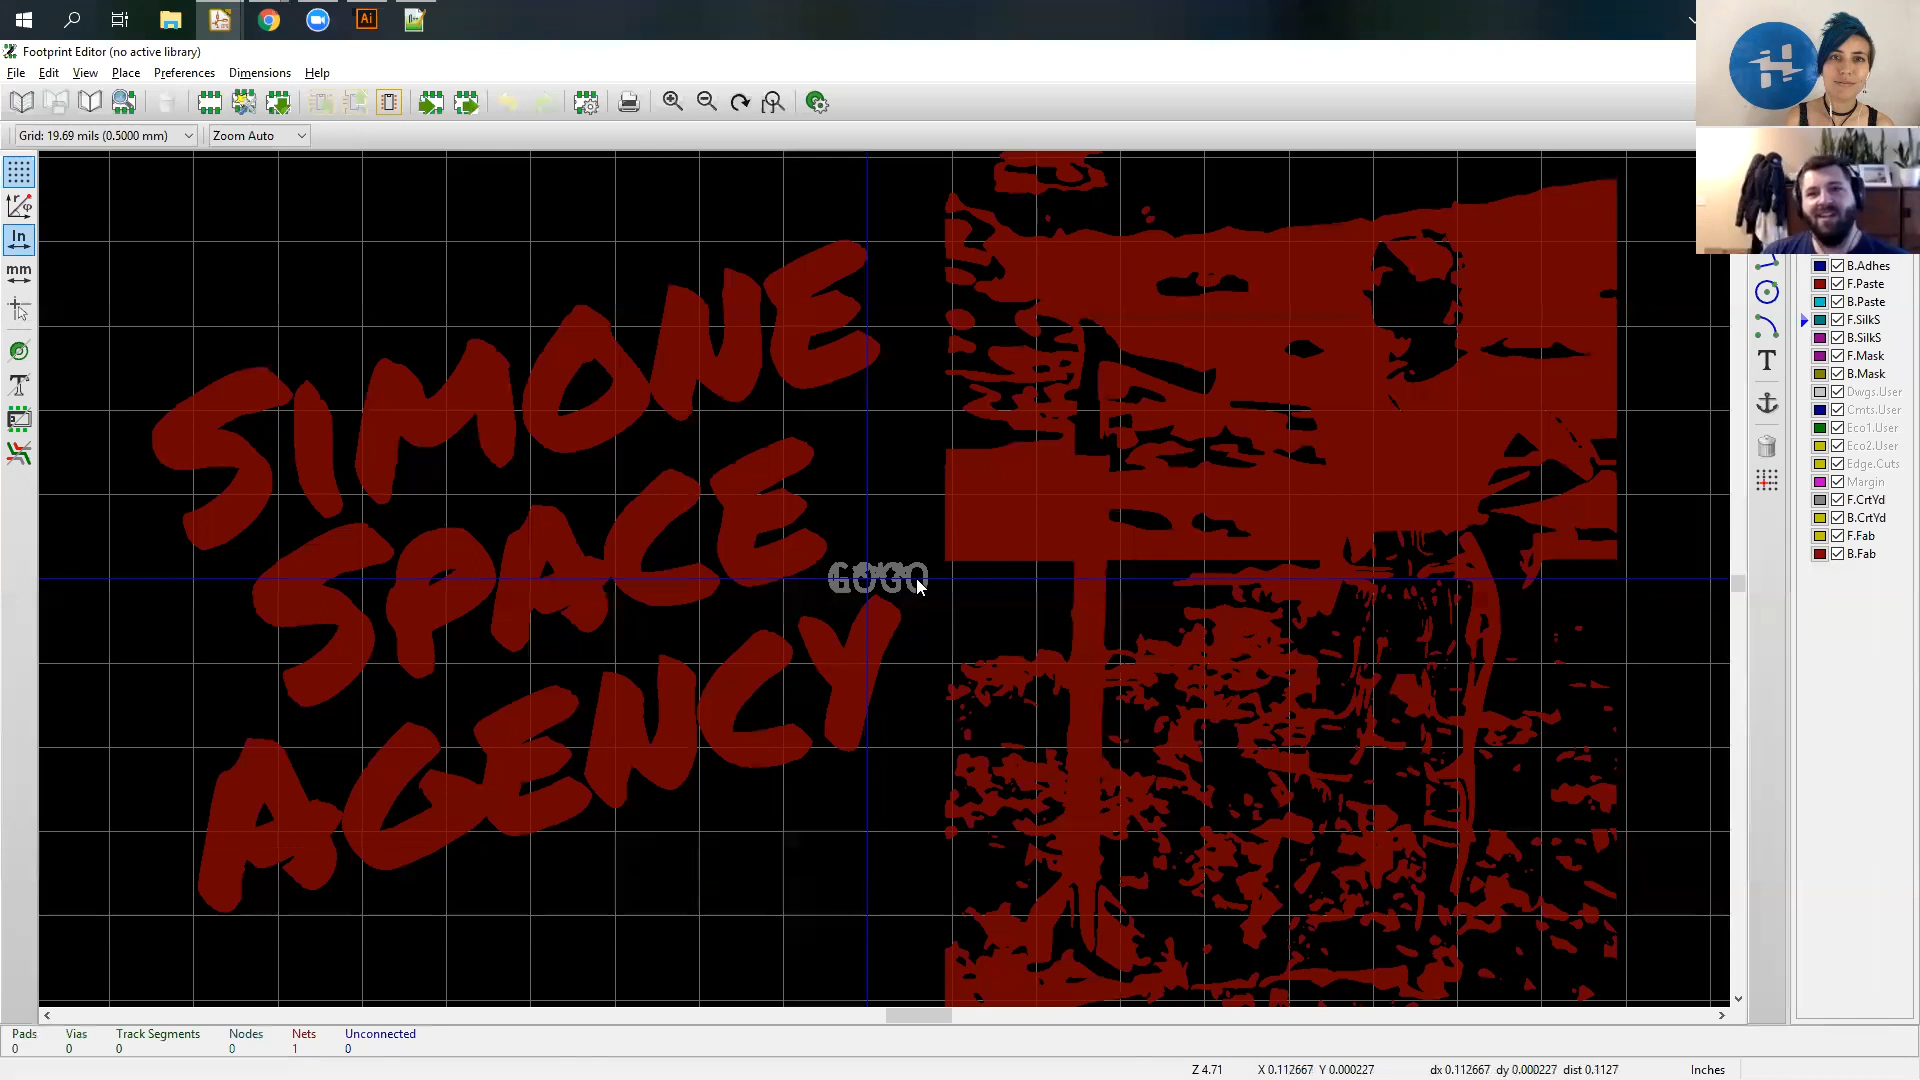 Ai
Footprint Editor (no active library)
File Edit View Place Preferences Dimensions Help
Grid: 19.69 mils (0.5000 mm) Zoom Auto
In
mm
T
SIMONE
SPACE
AGENCY
B.Adhes
F.Paste
B.Paste
F.SilkS
B.SilkS
F.Mask
B.Mask
Dwgs.User
Cmts.User
Eco1.User
Eco2.User
Edge.Cuts
Margin
F.CrtYd
B.CrtYd
F.Fab
B.Fab
Pads Vias Track Segments Nodes Nets Unconnected
0 0 0 0 1 0
Z 4.71 X 0.112667 Y 0.000227 dx 0.112667 dy 0.000227 dist 0.1127 Inches